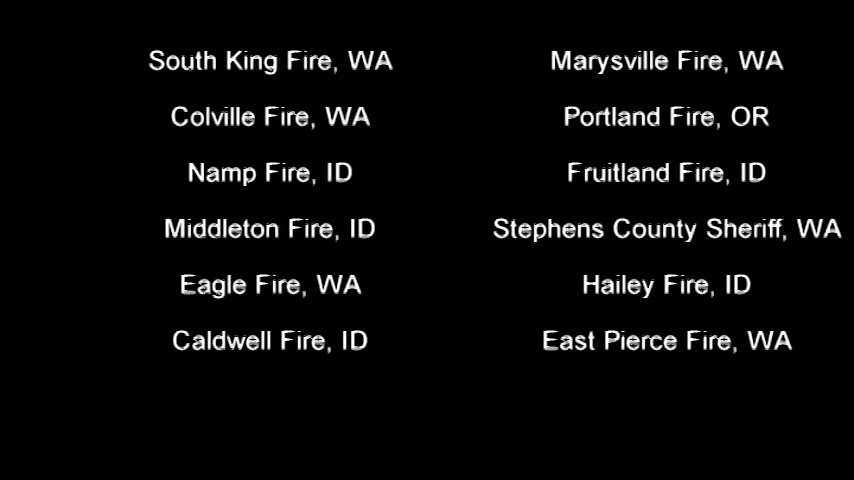 South King Fire, WA
Marysville Fire, WA
Colville Fire, WA
Portland Fire, OR
Namp Fire, ID
Fruitland Fire, ID
Middleton Fire, ID
Stephens County Sheriff, WA
Eagle Fire, WA
Hailey Fire, ID
Caldwell Fire, ID
East Pierce Fire, WA